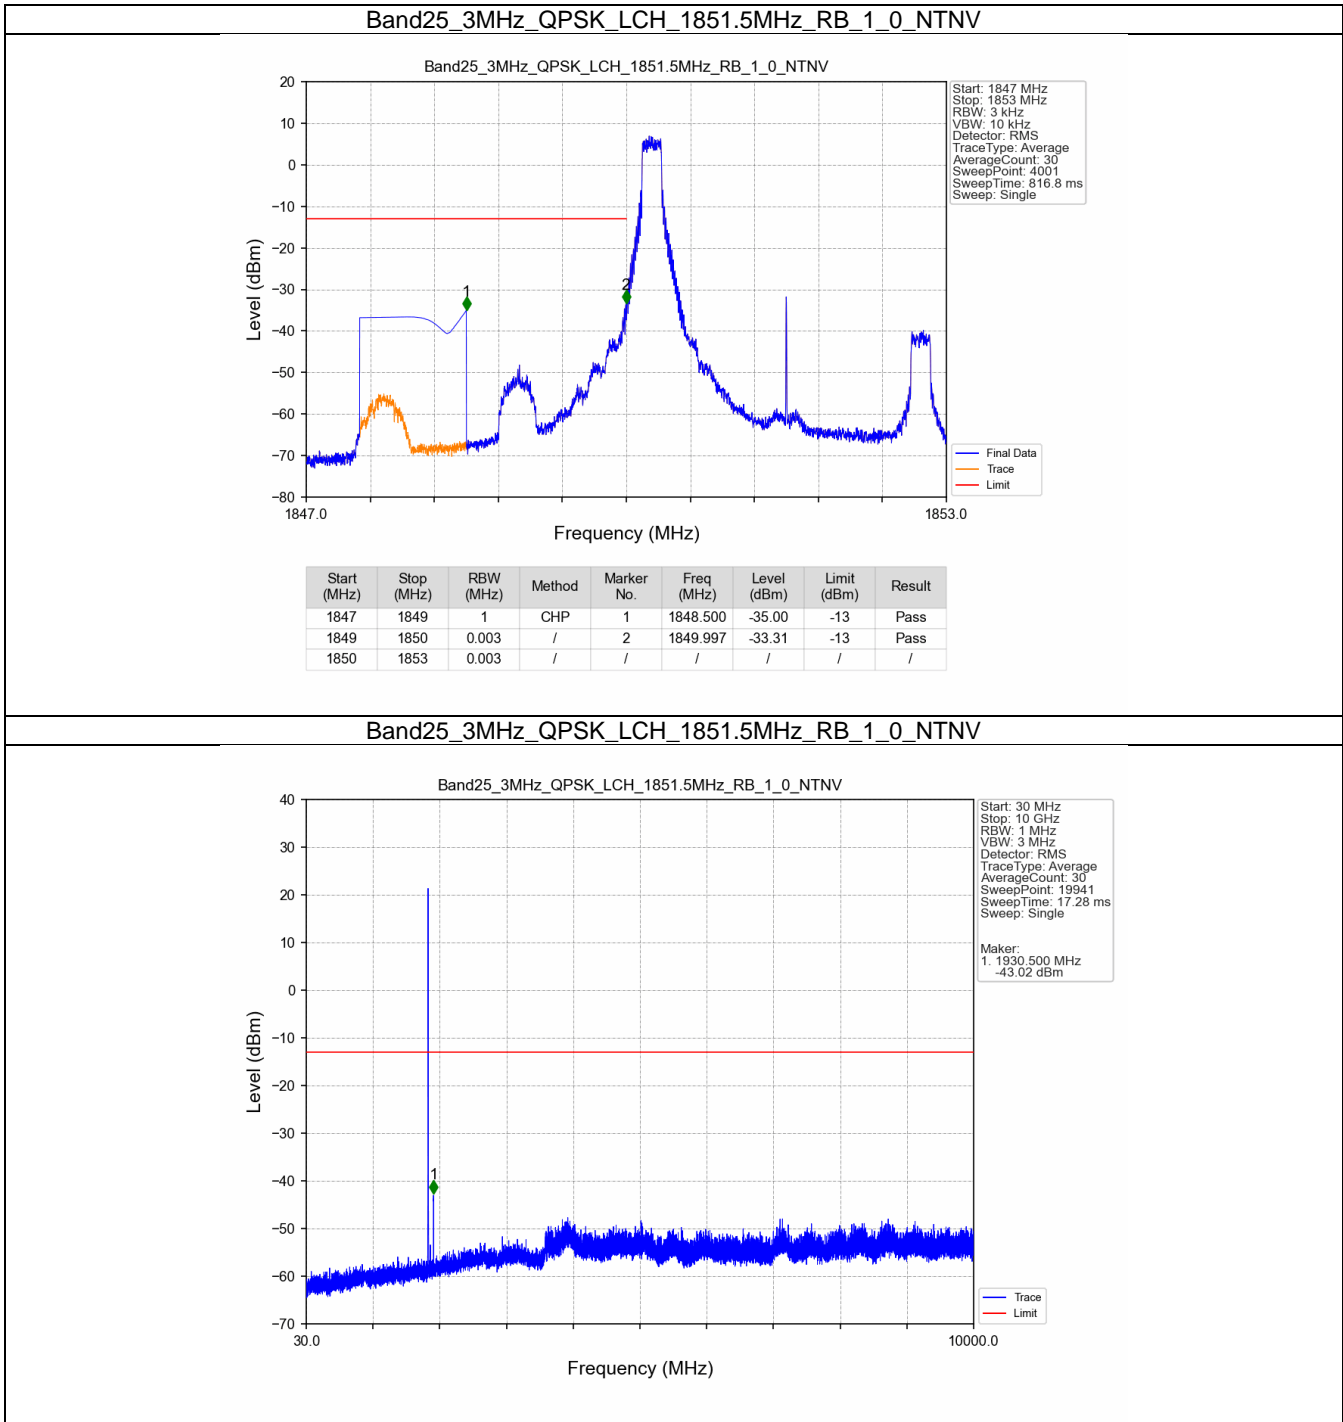 Band25_3MHz_QPSK_LCH_1851.5MHz_RB_1_0_NTNV
Band25_3MHz_QPSK_LCH_1851.5MHz_RB_1_0_NTNV
20
10
0
−10
−20
−30
−40
−50
−60
−70
−80
Level (dBm)
1
2
1847.0
1853.0
Frequency (MHz)
Start: 1847 MHz
Stop: 1853 MHz
RBW: 3 kHz
VBW: 10 kHz
Detector: RMS
TraceType: Average
AverageCount: 30
SweepPoint: 4001
SweepTime: 816.8 ms
Sweep: Single
Final Data
Trace
Limit
Start (MHz) Stop (MHz) RBW (MHz) Method Marker No. Freq (MHz) Level (dBm) Limit (dBm) Result
1847 1849 1 CHP 1 1848.500 -35.00 -13 Pass
1849 1850 0.003 / 2 1849.997 -33.31 -13 Pass
1850 1853 0.003 / / / / / /
Band25_3MHz_QPSK_LCH_1851.5MHz_RB_1_0_NTNV
Band25_3MHz_QPSK_LCH_1851.5MHz_RB_1_0_NTNV
40
30
20
10
0
−10
−20
−30
−40
−50
−60
−70
Level (dBm)
1
30.0
10000.0
Frequency (MHz)
Start: 30 MHz
Stop: 10 GHz
RBW: 1 MHz
VBW: 3 MHz
Detector: RMS
TraceType: Average
AverageCount: 30
SweepPoint: 19941
SweepTime: 17.28 ms
Sweep: Single
Maker:
1. 1930.500 MHz
-43.02 dBm
Trace
Limit